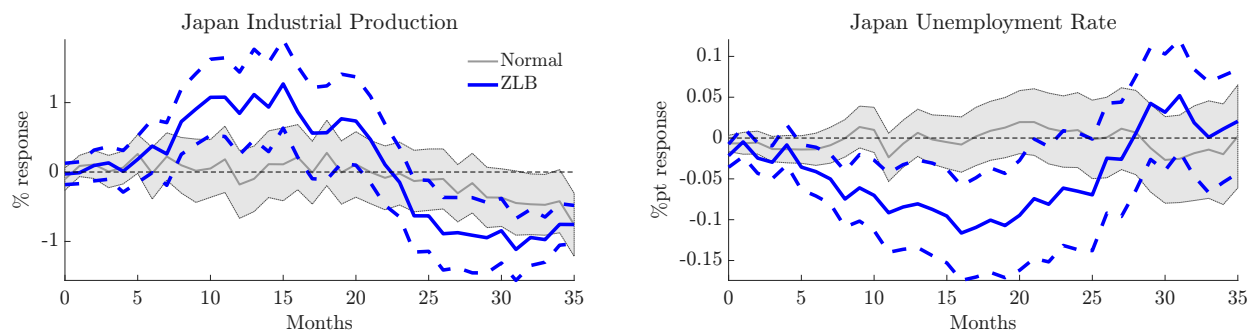 Japan Industrial Production
% response
1
0
-1
Normal
ZLB
0 5 10 15 20 25 30 35
Months
Japan Unemployment Rate
%pt response
0.1
0.05
0
-0.05
-0.1
-0.15
0 5 10 15 20 25 30 35
Months